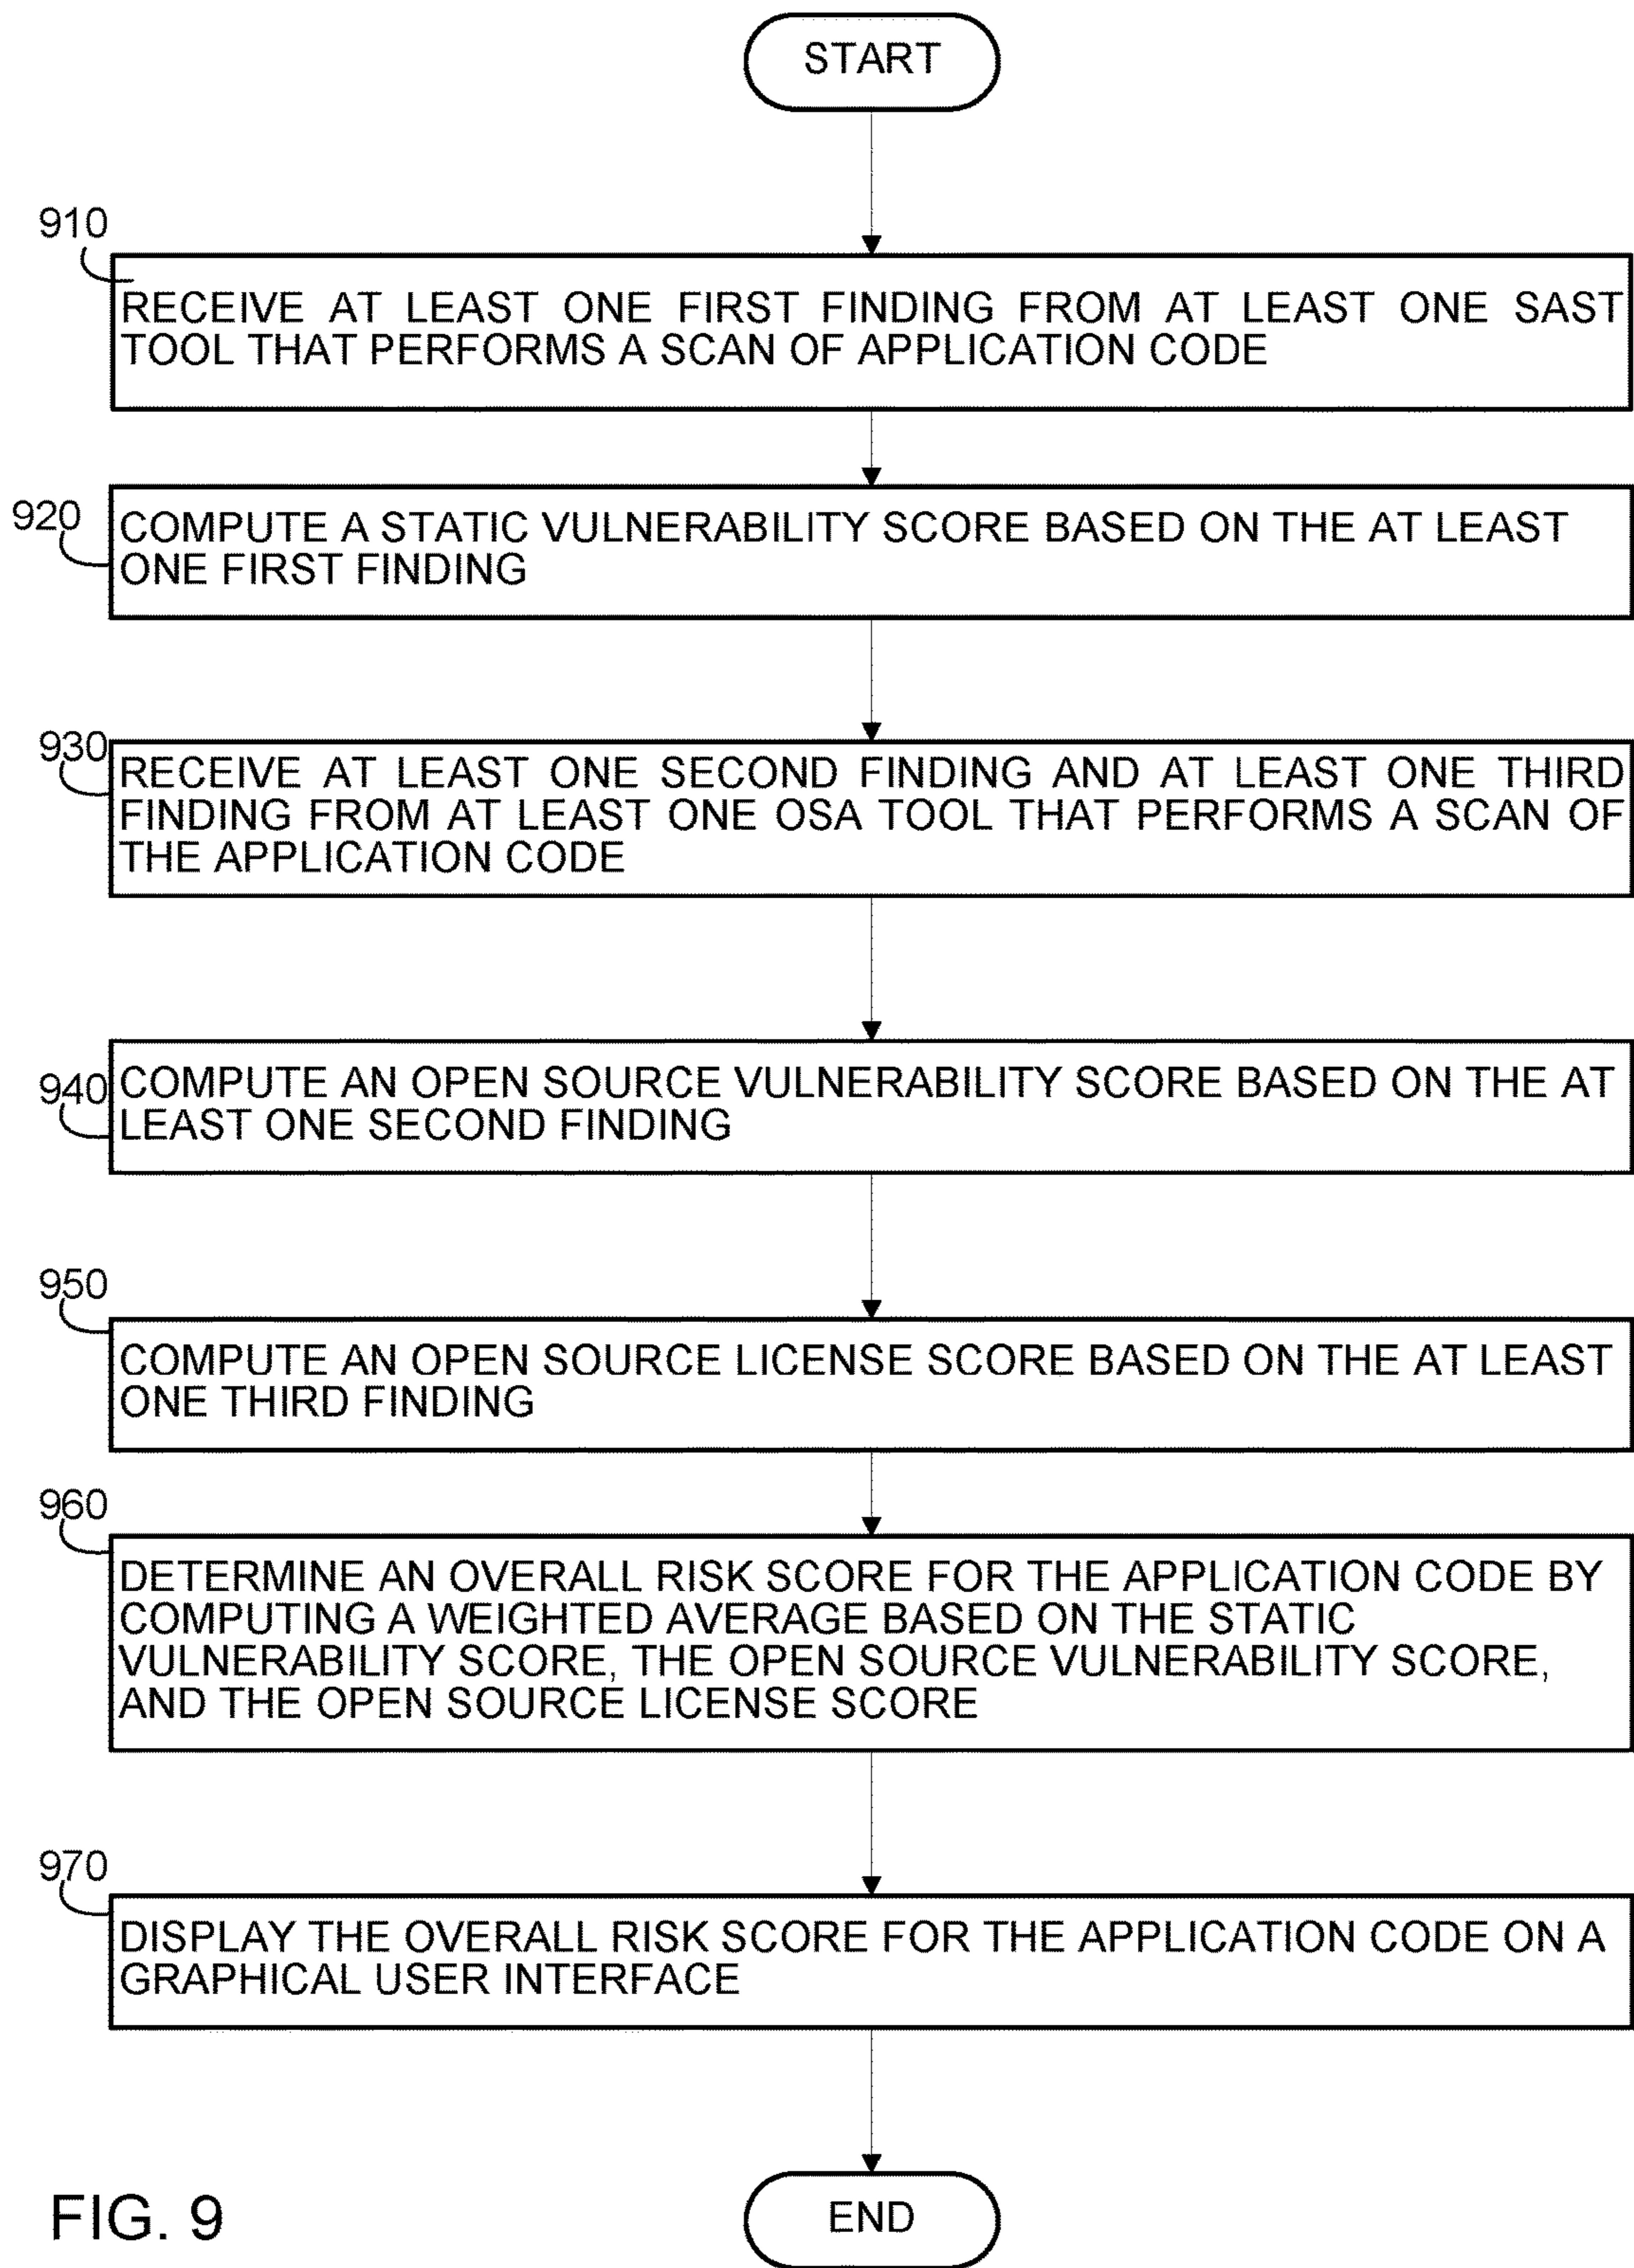 START
910
RECEIVE AT LEAST ONE FIRST FINDING FROM AT LEAST ONE SAST
TOOL THAT PERFORMS A SCAN OF APPLICATION CODE
920
COMPUTE A STATIC VULNERABILITY SCORE BASED ON THE AT LEAST
ONE FIRST FINDING
930
RECEIVE AT LEAST ONE SECOND FINDING AND AT LEAST ONE THIRD
FINDING FROM AT LEAST ONE OSA TOOL THAT PERFORMS A SCAN OF
THE APPLICATION CODE
940
COMPUTE AN OPEN SOURCE VULNERABILITY SCORE BASED ON THE AT
LEAST ONE SECOND FINDING
950
COMPUTE AN OPEN SOURCE LICENSE SCORE BASED ON THE AT LEAST
ONE THIRD FINDING
960
DETERMINE AN OVERALL RISK SCORE FOR THE APPLICATION CODE BY
COMPUTING A WEIGHTED AVERAGE BASED ON THE STATIC
VULNERABILITY SCORE, THE OPEN SOURCE VULNERABILITY SCORE,
AND THE OPEN SOURCE LICENSE SCORE
970
DISPLAY THE OVERALL RISK SCORE FOR THE APPLICATION CODE ON A
GRAPHICAL USER INTERFACE
END
FIG. 9